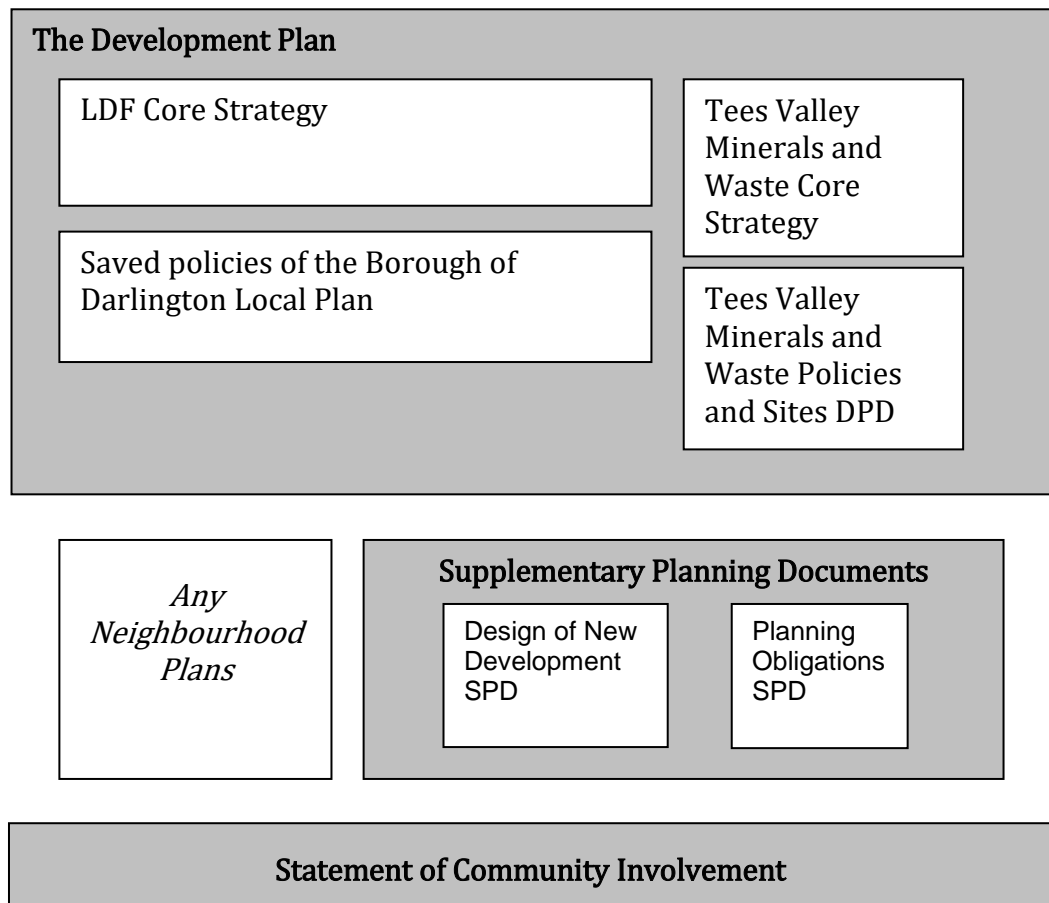 The Development Plan
LDF Core Strategy
Saved policies of the Borough of
Darlington Local Plan
Tees Valley
Minerals and
Waste Core
Strategy
Tees Valley
Minerals and
Waste Policies
and Sites DPD
Any
Neighbourhood
Plans
Supplementary Planning Documents
Design of New
Development
SPD
Planning
Obligations
SPD
Statement of Community Involvement